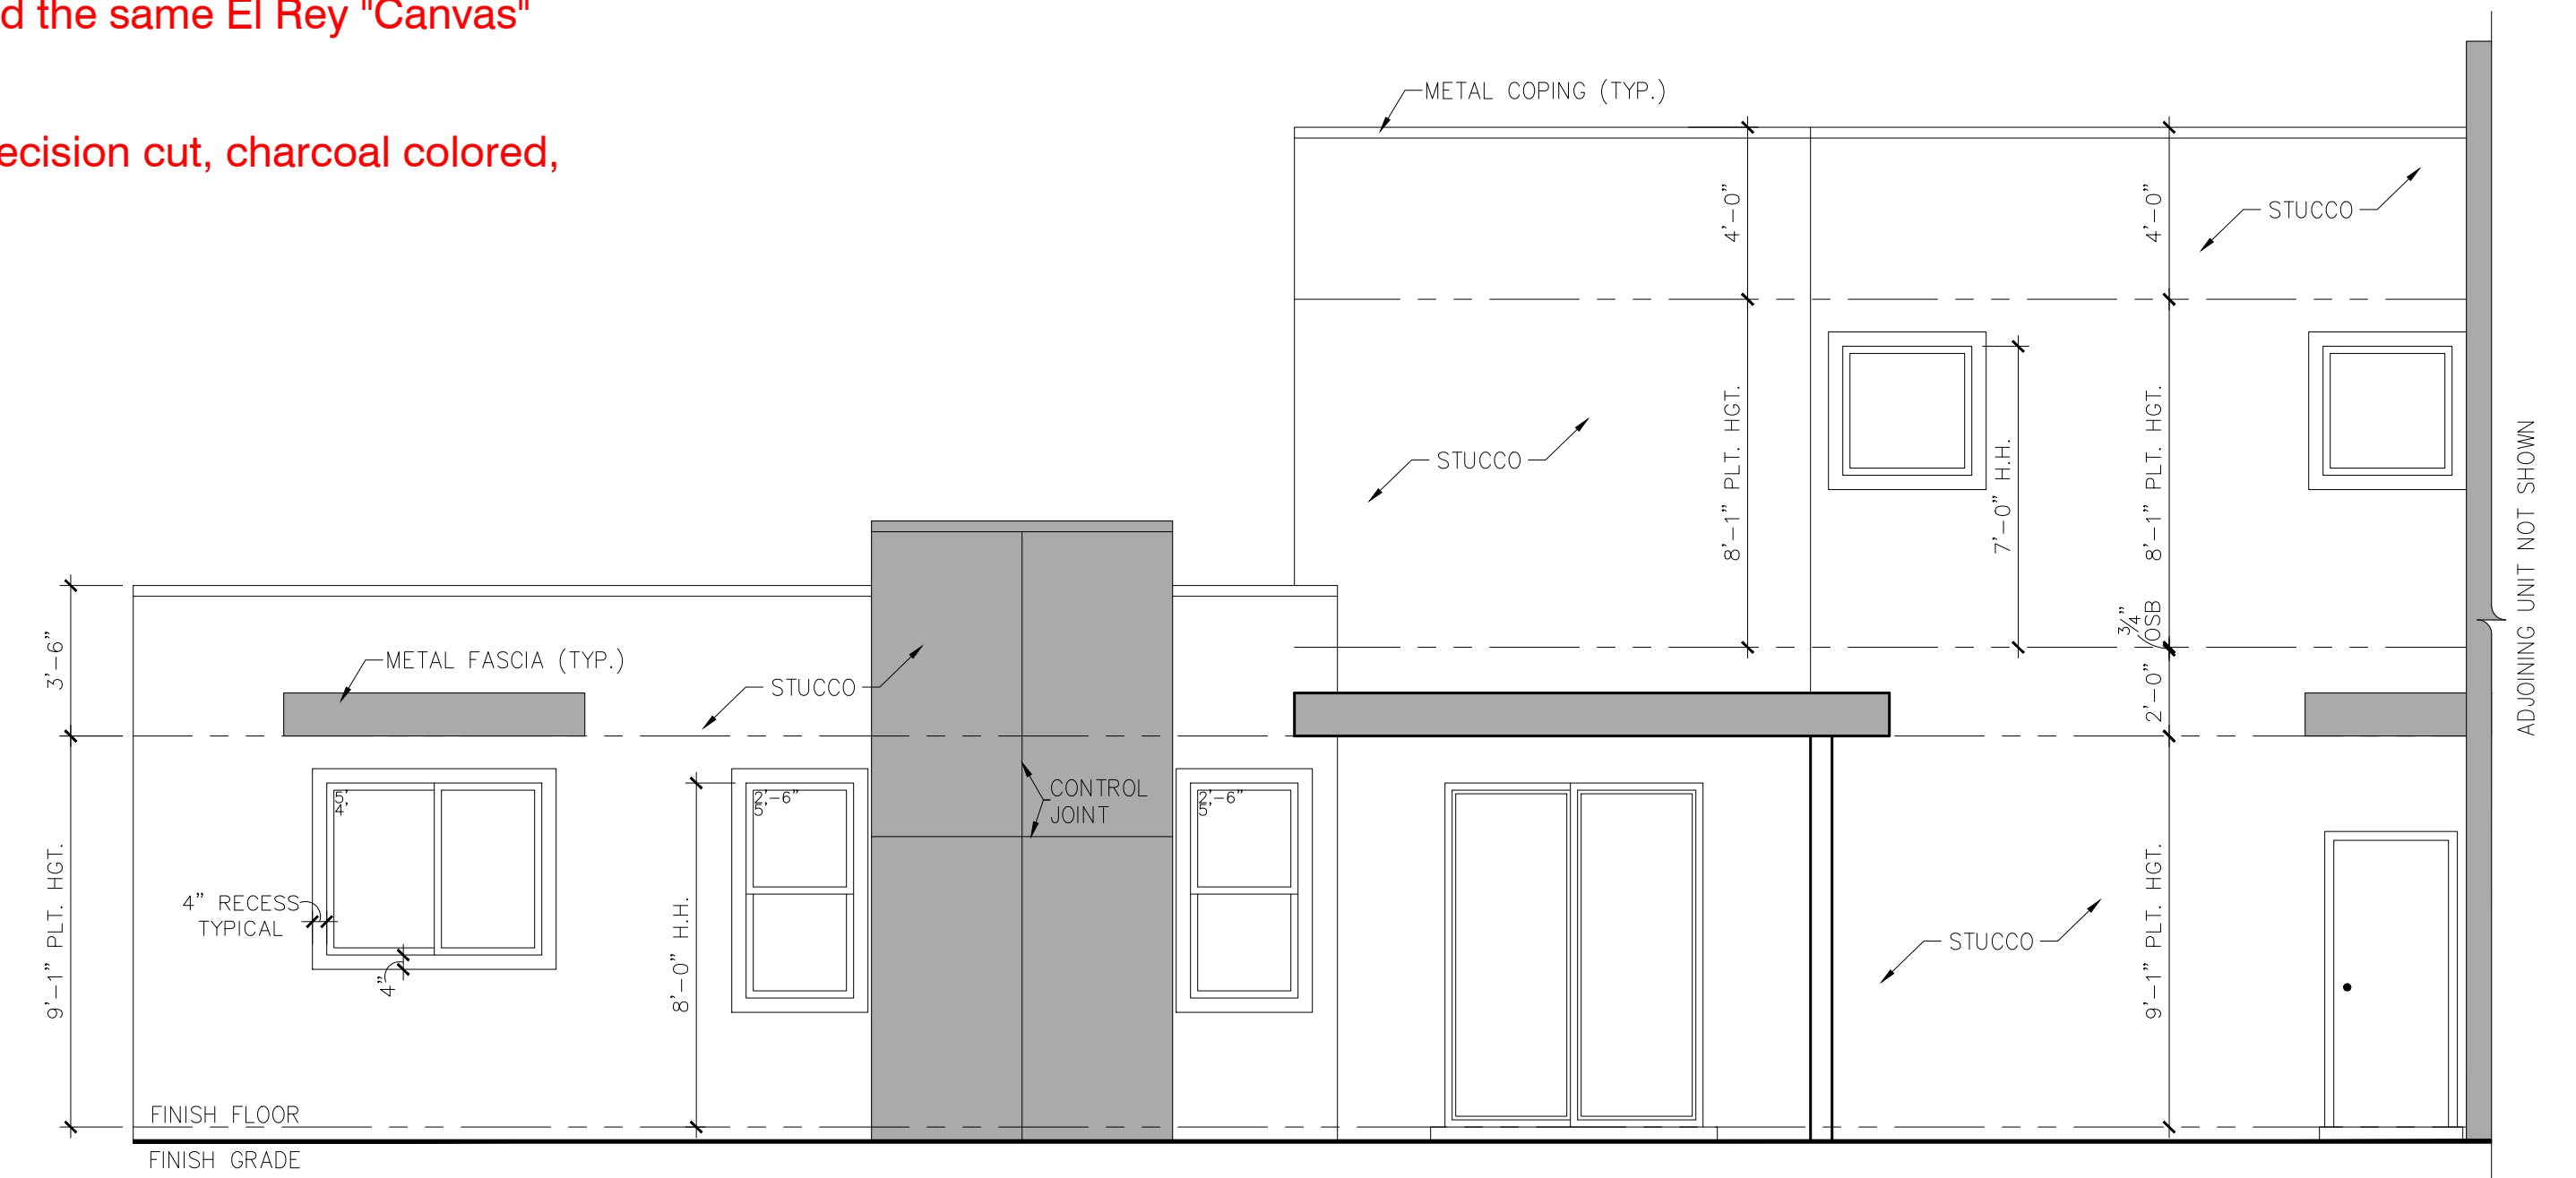 d the same El Rey "Canvas"
ecision cut, charcoal colored,
METAL COPING (TYP.)
4'-0"
4'-0"
STUCCO
8'-1" PLT. HGT.
7'-0" H.H.
8'-1" PLT. HGT.
STUCCO
ADJOINING UNIT NOT SHOWN
3/4"
OSB
2'-0"
3'-6"
METAL FASCIA (TYP.)
STUCCO
CONTROL
JOINT
5'
4'
2'-6"
5'
2'-6"
5'
4" RECESS
TYPICAL
4"
9'-1" PLT. HGT.
8'-0" H.H.
STUCCO
9'-1" PLT. HGT.
FINISH FLOOR
FINISH GRADE